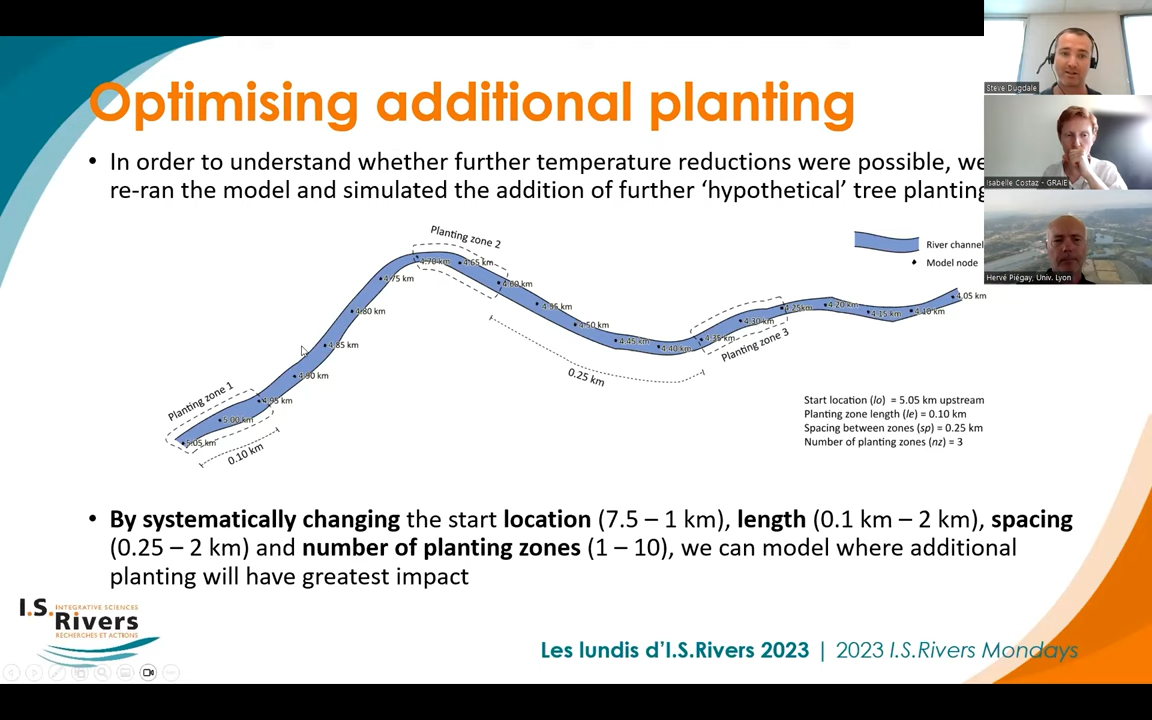 Optimising additional planting
• In order to understand whether further temperature reductions were possible, we
re-ran the model and simulated the addition of further ‘hypothetical’ tree planting
Planting zone 2
4.70 km
4.65 km
4.75 km
4.60 km
4.55 km
4.80 km
4.50 km
4.85 km
4.45 km
4.40 km
4.35 km
4.30 km
4.25km
4.20 km
4.15 km
4.10 km
4.05 km
River channel
Model node
Planting zone 3
0.25 km
4.90 km
Planting zone 1
4.95 km
5.00 km
5.05 km
0.10 km
Start location (lo) = 5.05 km upstream
Planting zone length (le) = 0.10 km
Spacing between zones (sp) = 0.25 km
Number of planting zones (nz) = 3
• By systematically changing the start location (7.5 – 1 km), length (0.1 km – 2 km), spacing
(0.25 – 2 km) and number of planting zones (1 – 10), we can model where additional
planting will have greatest impact
I.S. INTEGRATIVE SCIENCES
Rivers
RECHERCHES ET ACTIONS
Les lundis d’I.S.Rivers 2023 | 2023 I.S.Rivers Mondays
Steve Dugdale
Isabelle Costaz - GRAIE
Hervé Piégay, Univ. Lyon